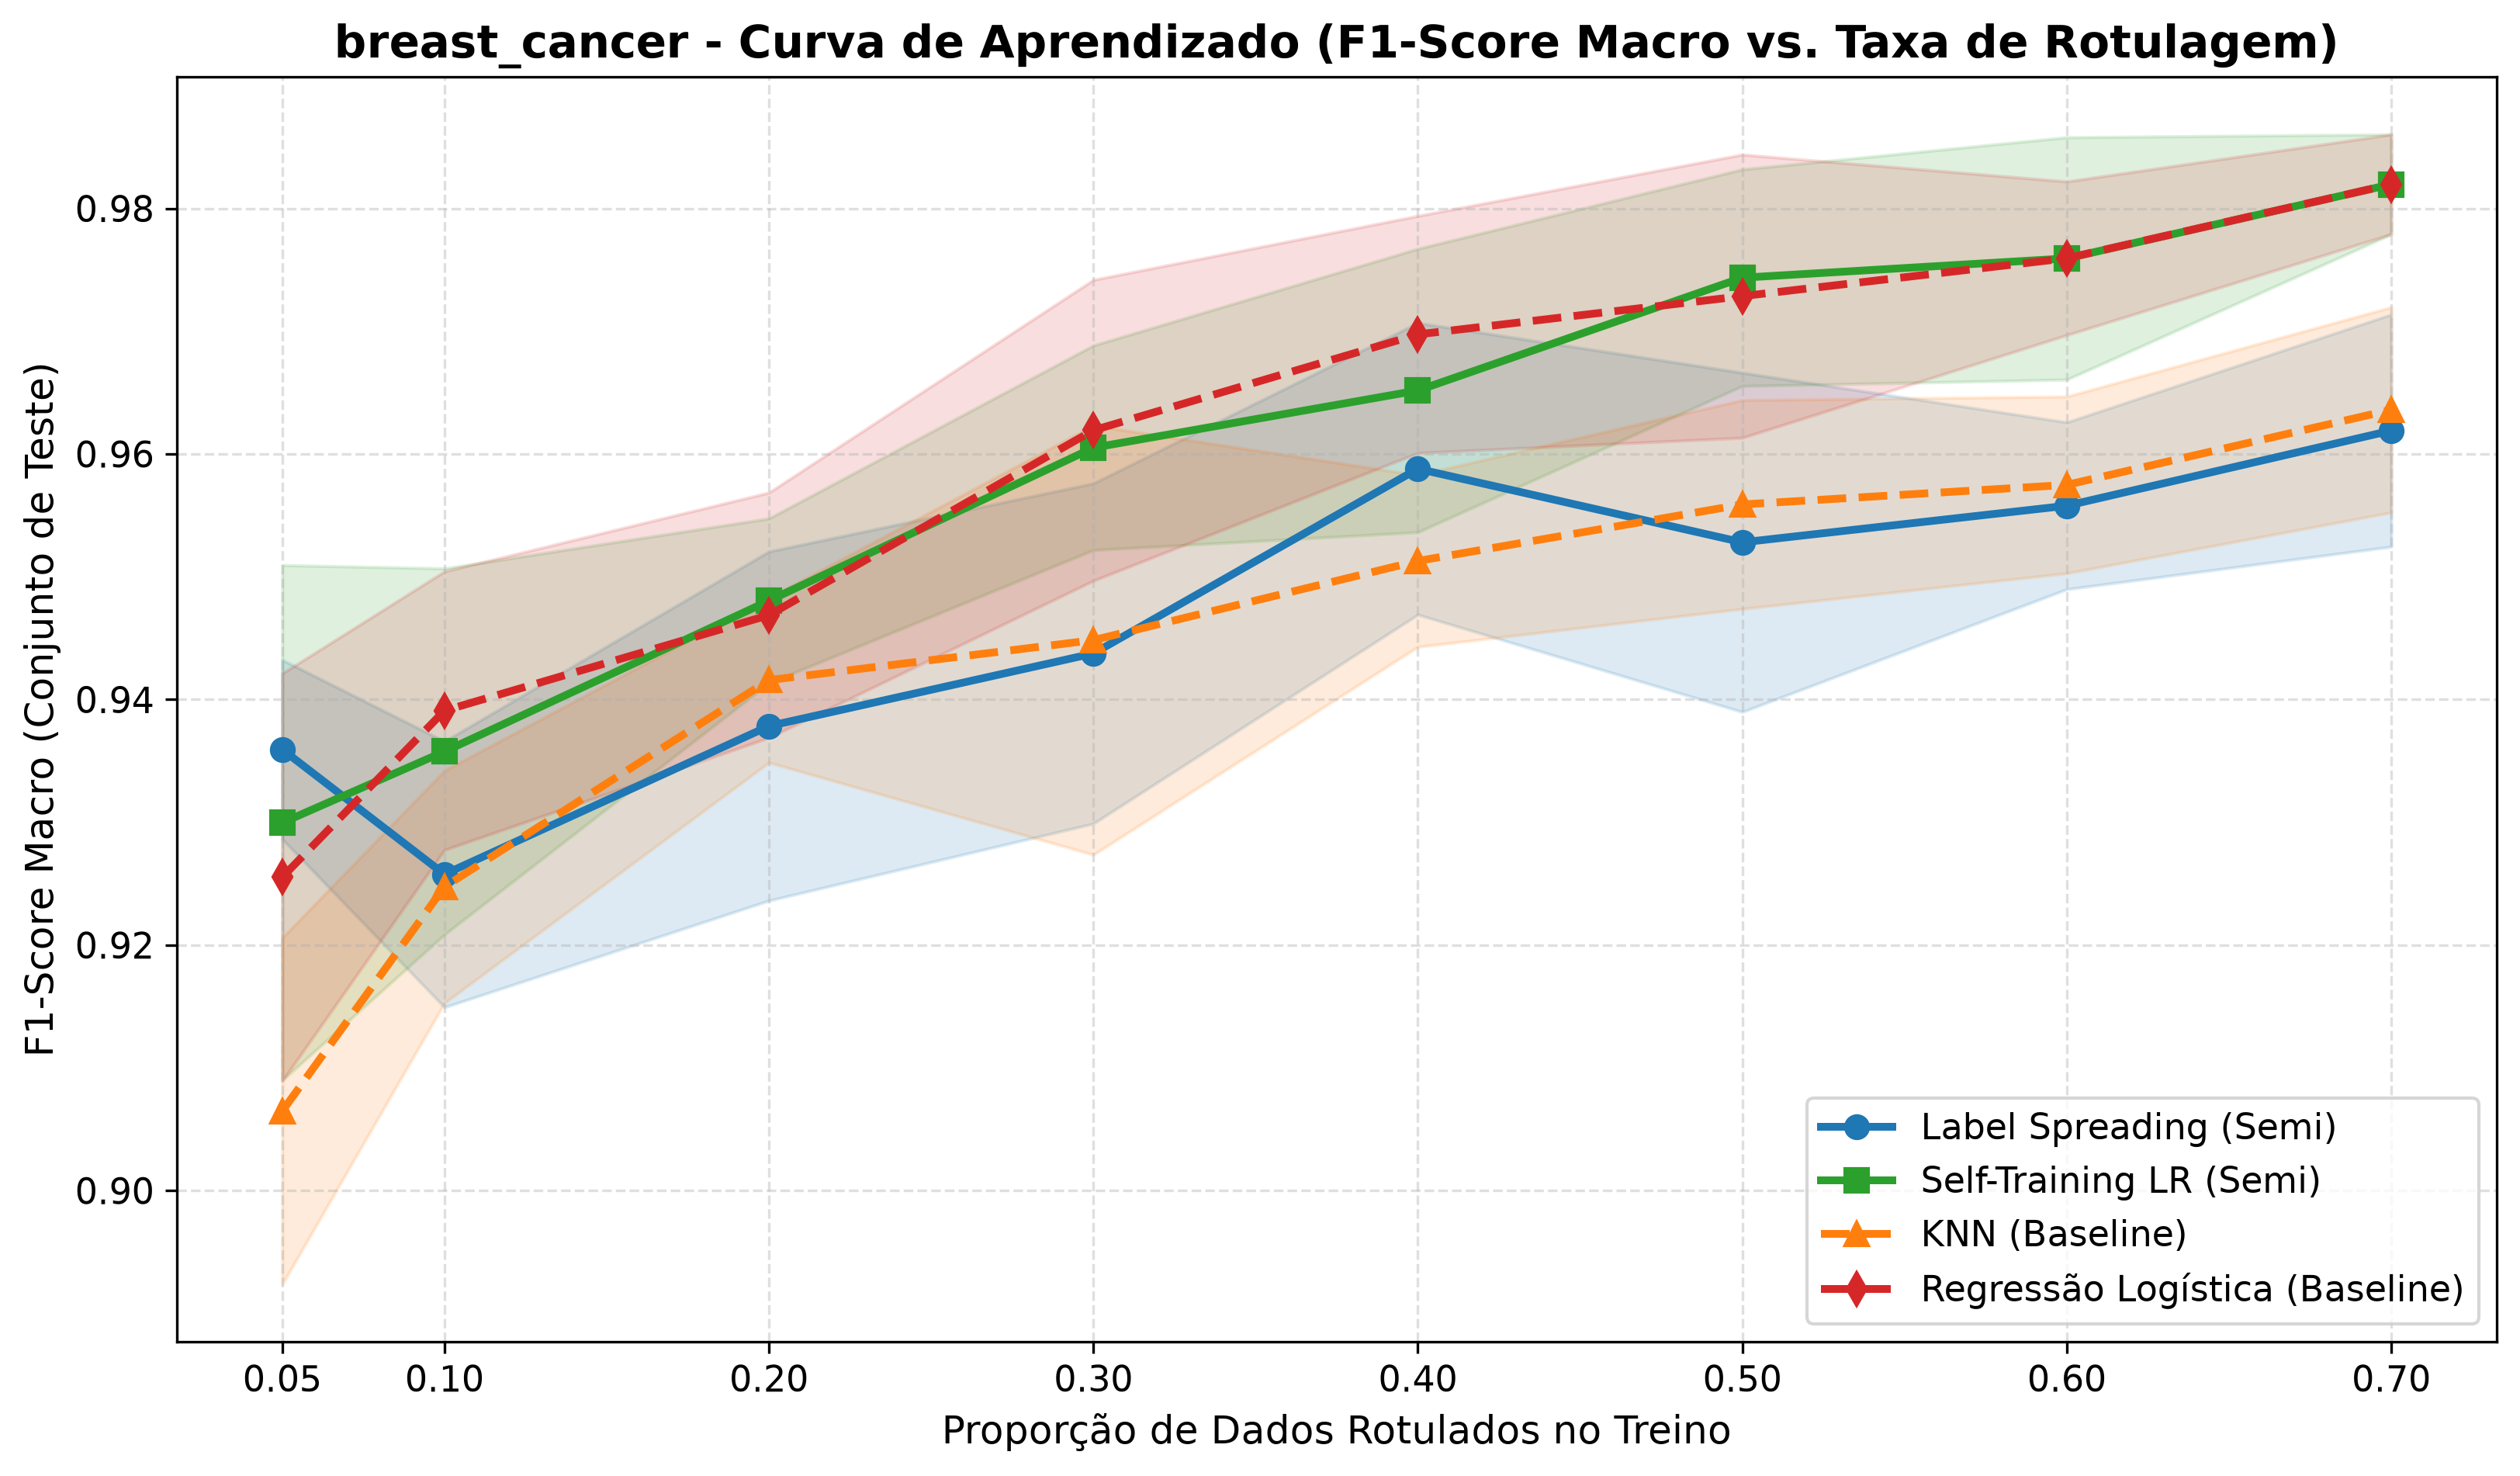 breast_cancer - Curva de Aprendizado (F1-Score Macro vs. Taxa de Rotulagem)
F1-Score Macro (Conjunto de Teste)
0.98
0.96
0.94
0.92
0.90
0.05 0.10 0.20 0.30 0.40 0.50 0.60 0.70
Proporção de Dados Rotulados no Treino
Label Spreading (Semi)
Self-Training LR (Semi)
KNN (Baseline)
Regressão Logística (Baseline)